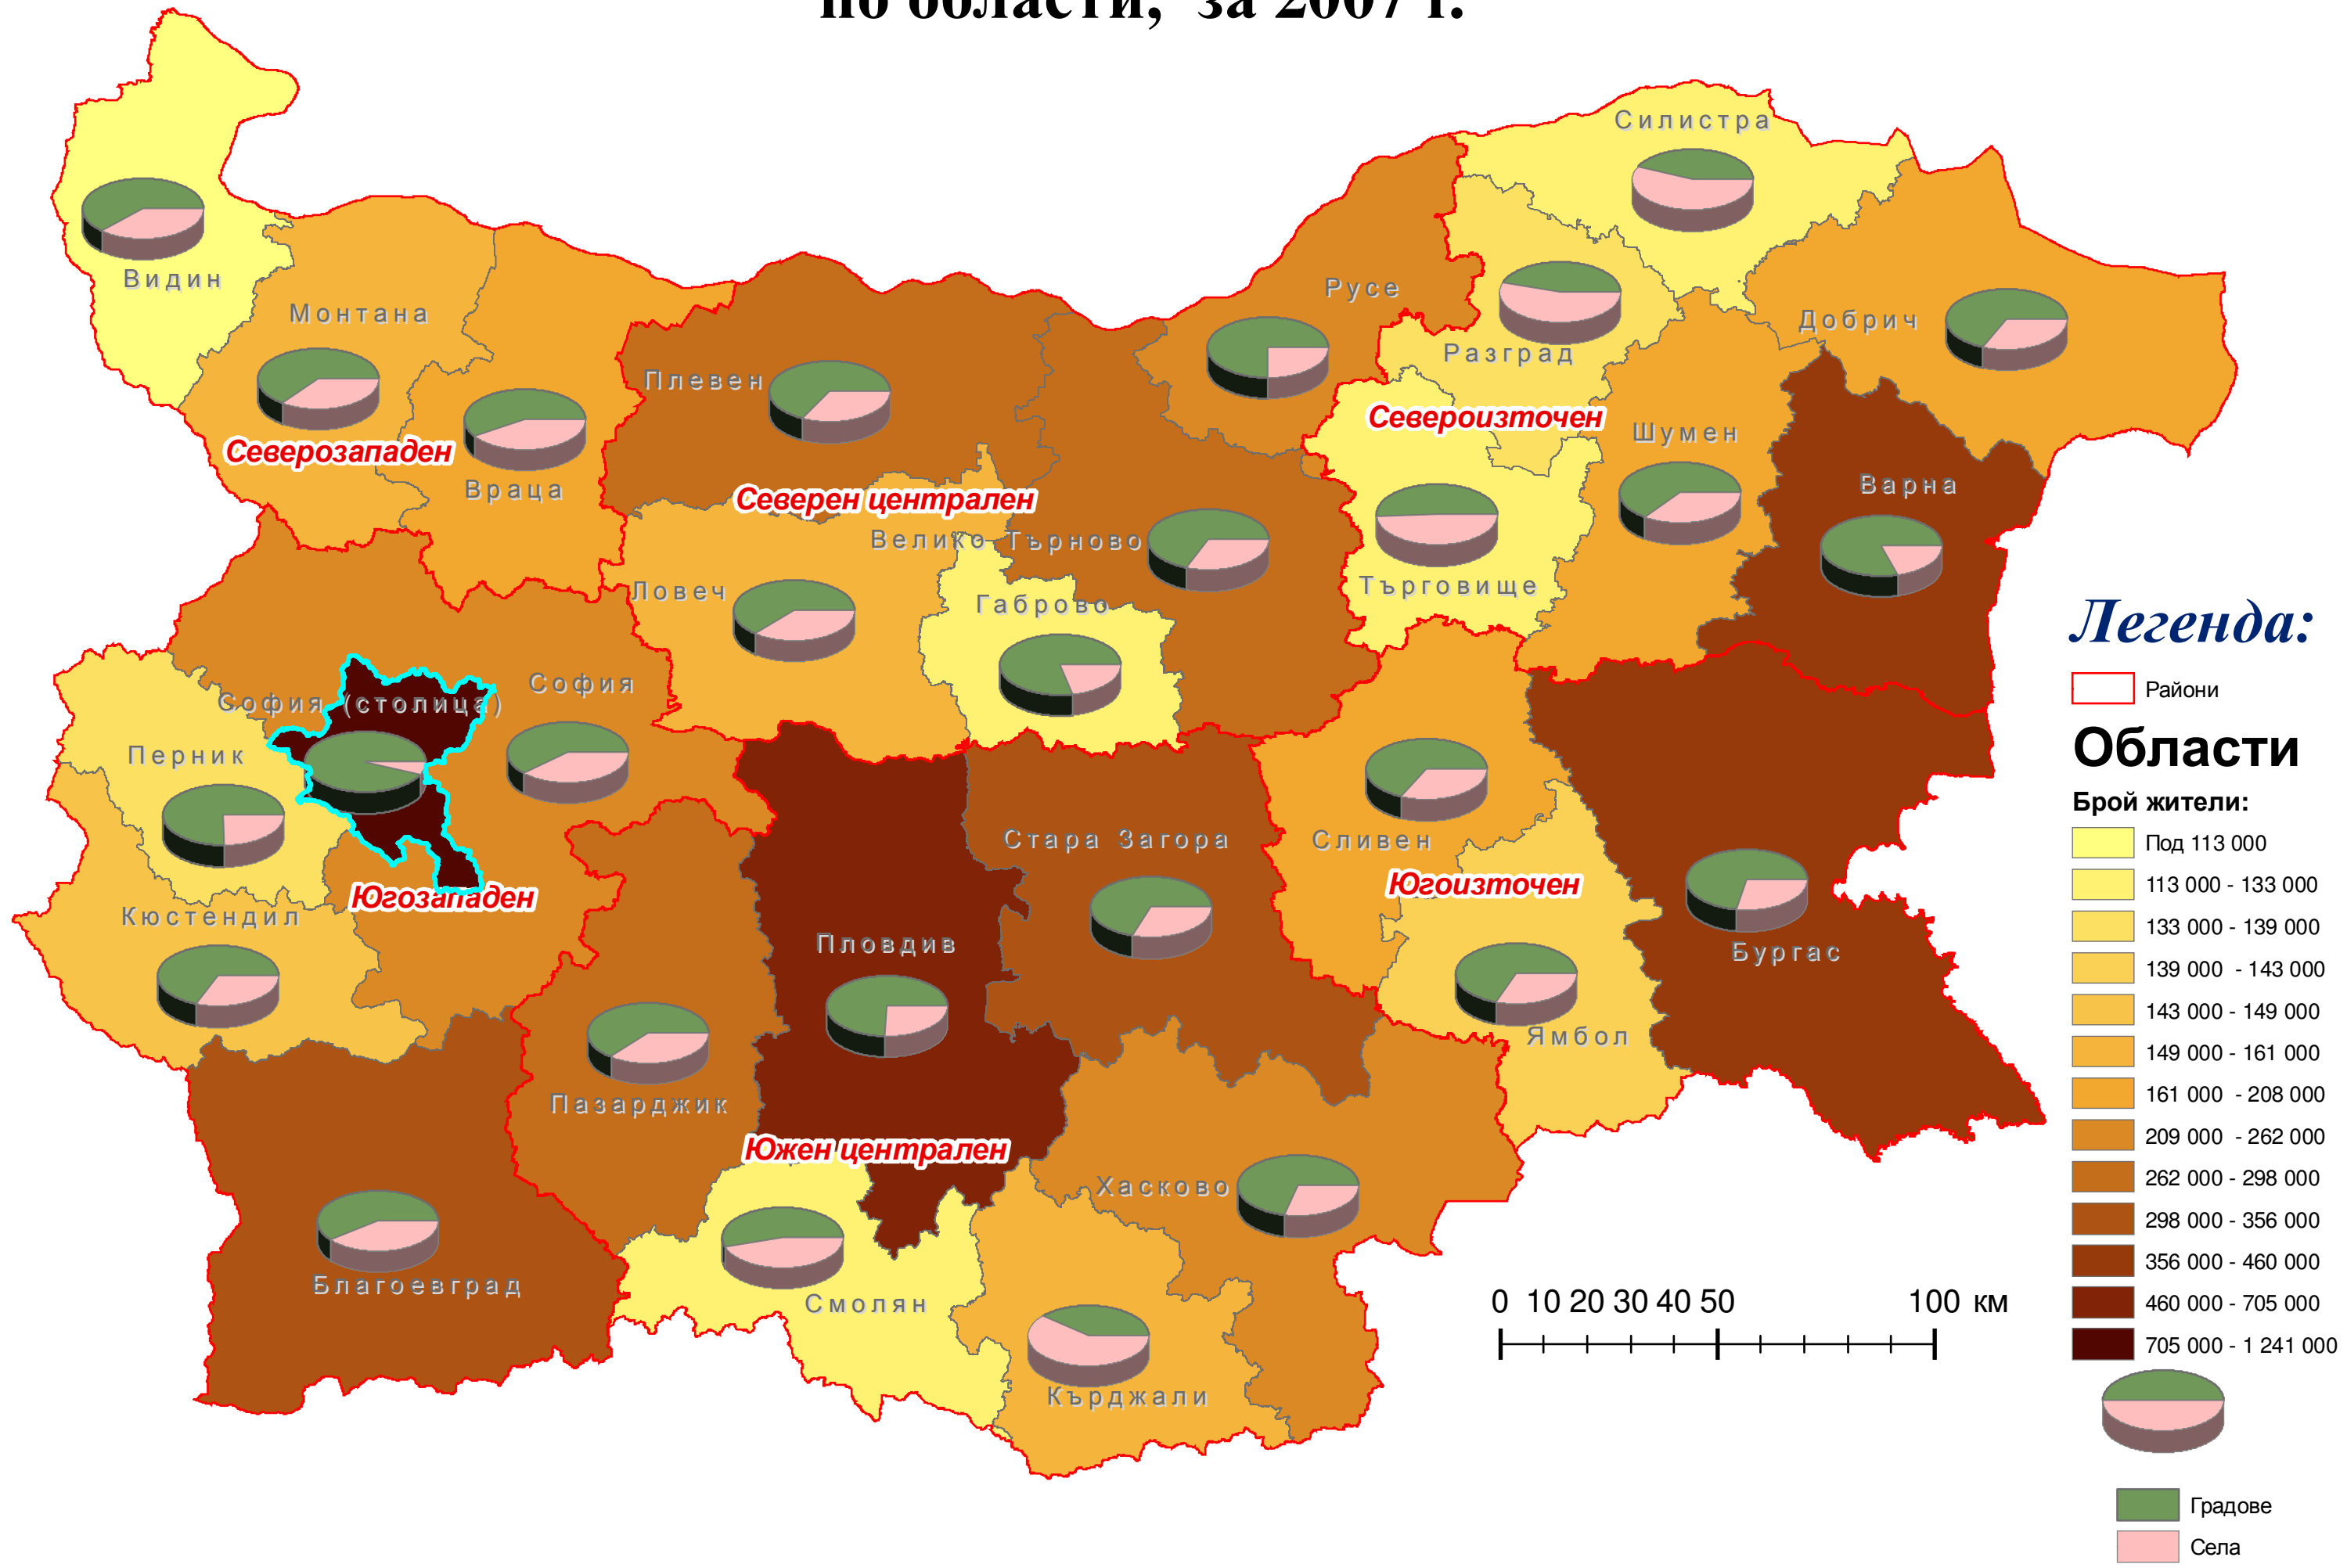 по области, за 2007 г.
Силистра
Видин
Русе
Монтана
Добрич
Разград
Плевен
Североизточен
Шумен
Северозападен
Враца
Варна
Северен централен
Велико Търново
Търговище
Ловеч
Габрово
София
София (столица)
Перник
Стара Загора
Сливен
Югоизточен
Югозападен
Кюстендил
Пловдив
Бургас
Ямбол
Пазарджик
Южен централен
Хасково
Благоевград
Смолян
Кърджали
0 10 20 30 40 50 100 км
Легенда:
Райони
Области
Брой жители:
Под 113 000
113 000 - 133 000
133 000 - 139 000
139 000 - 143 000
143 000 - 149 000
149 000 - 161 000
161 000 - 208 000
209 000 - 262 000
262 000 - 298 000
298 000 - 356 000
356 000 - 460 000
460 000 - 705 000
705 000 - 1 241 000
Градове
Села